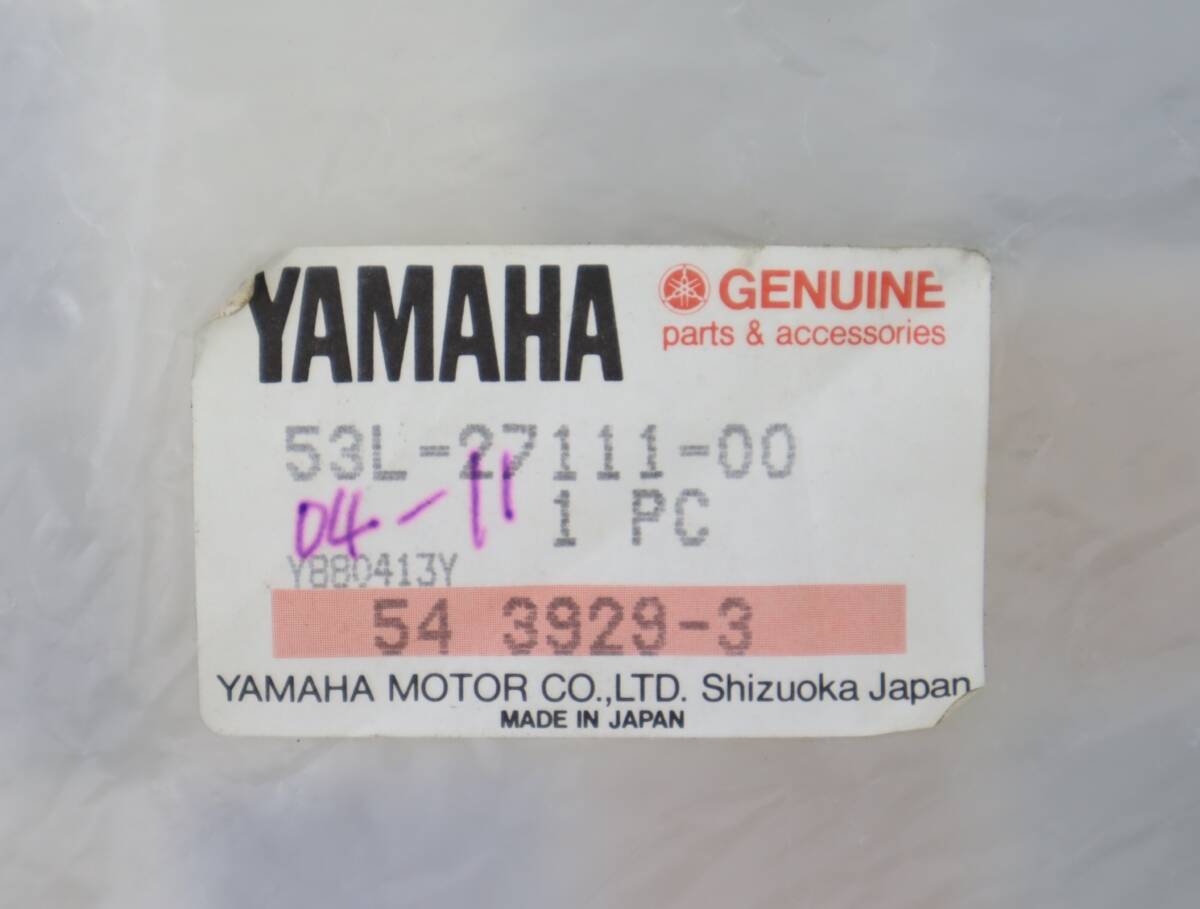 YAMAHA
GENUINE
parts & accessories
53L-27111-00
04-11
1 PC
Y880413Y
54 3929-3
YAMAHA MOTOR CO.,LTD. Shizuoka Japan
MADE IN JAPAN